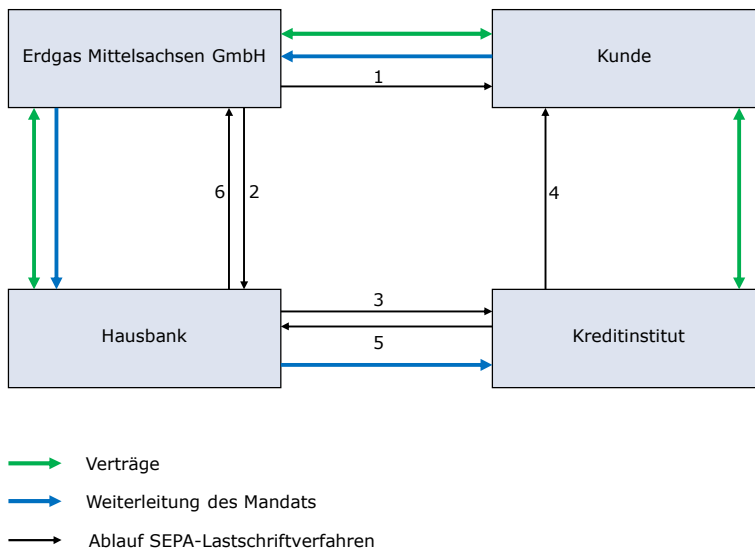 Erdgas Mittelsachsen GmbH
Kunde
1
6
2
4
Hausbank
3
5
Kreditinstitut
Verträge
Weiterleitung des Mandats
Ablauf SEPA-Lastschriftverfahren